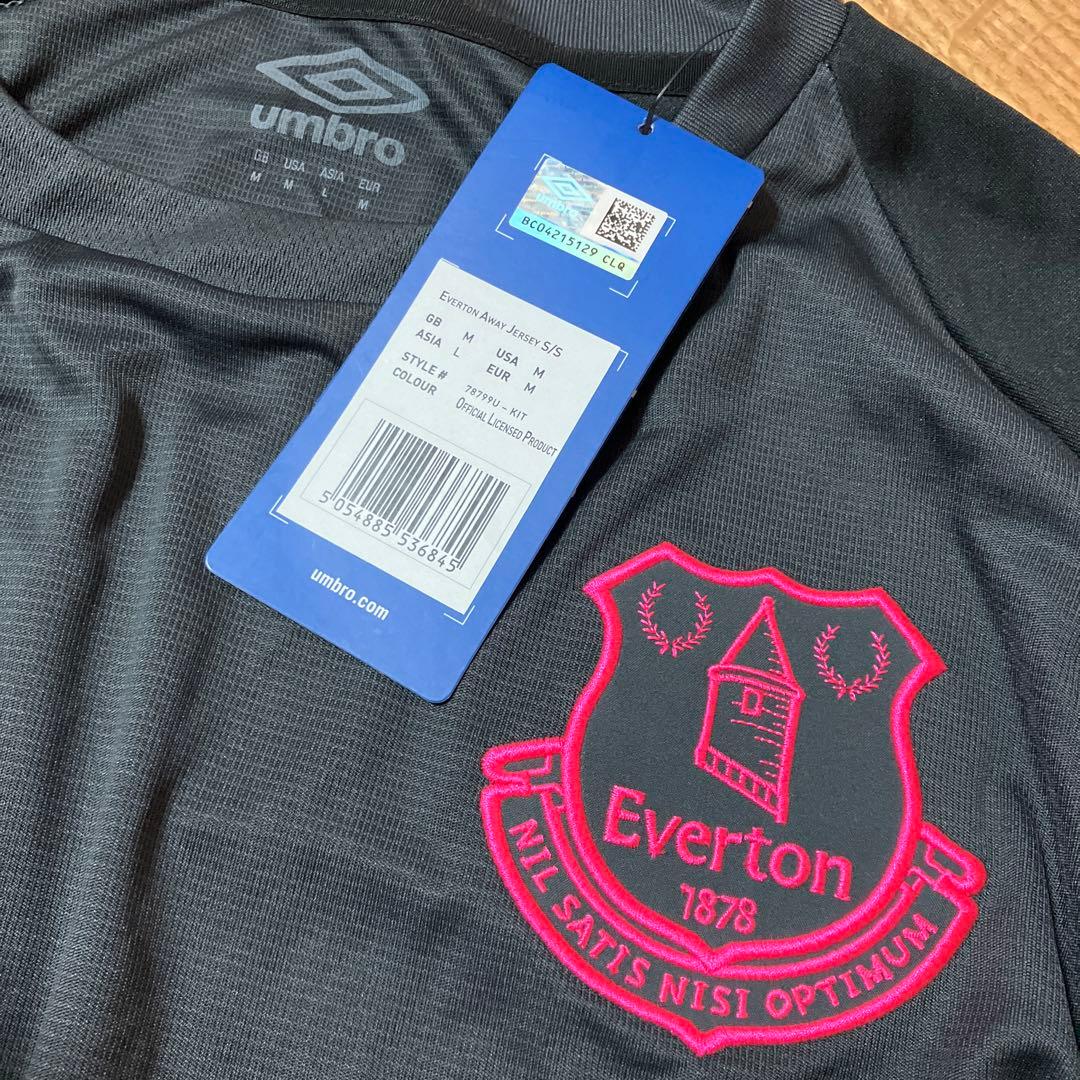 umbro
GB USA ASIA EUR
M M L M
umbro
BC04215129 CLQ
EVERTON AWAY JERSEY S/S
GB M USA M
ASIA L EUR M
STYLE # 78799U - KIT
COLOUR OFFICIAL LICENSED PRODUCT
5 054885 536845
umbro.com
Everton
1878
NIL SATIS NISI OPTIMUM